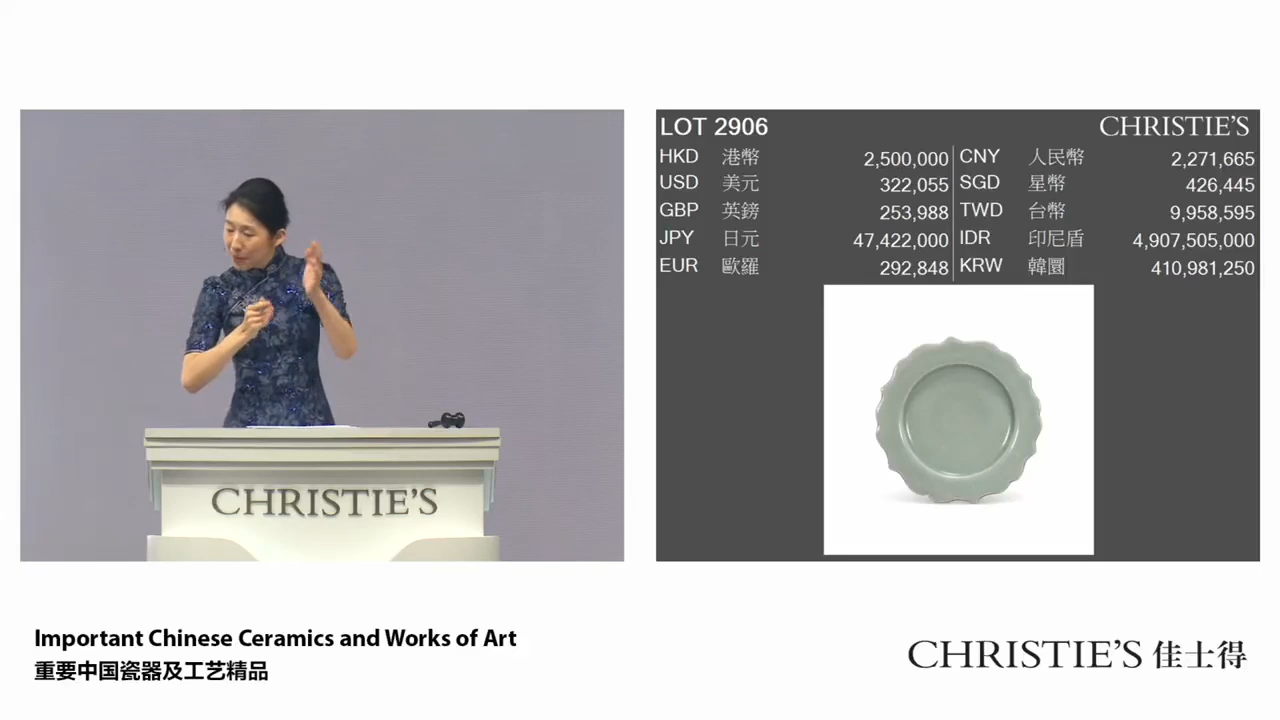 CHRISTIE'S
LOT 2906
CHRISTIE'S
HKD 港幣 2,500,000 CNY 人民幣 2,271,665
USD 美元 322,055 SGD 星幣 426,445
GBP 英鎊 253,988 TWD 台幣 9,958,595
JPY 日元 47,422,000 IDR 印尼盾 4,907,505,000
EUR 歐羅 292,848 KRW 韓圜 410,981,250
Important Chinese Ceramics and Works of Art
重要中国瓷器及工艺精品
CHRISTIE'S 佳士得